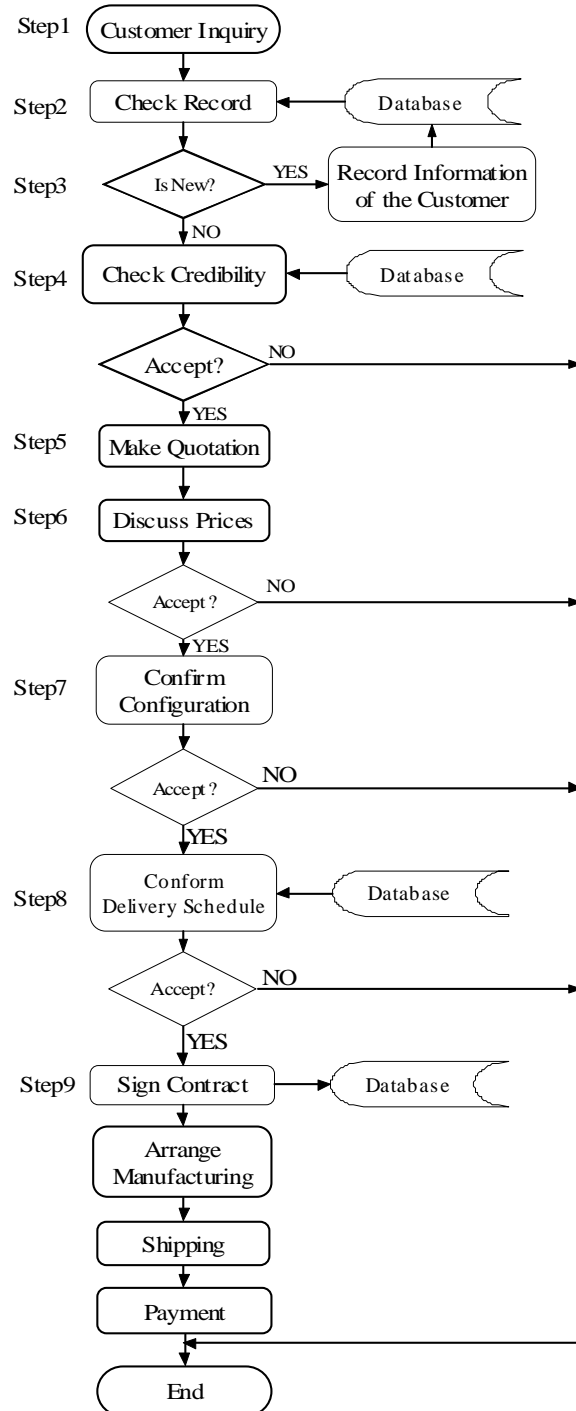 Step1
Customer Inquiry
Step2
Check Record
Database
Step3
Is New?
YES
Record Information
of the Customer
NO
Step4
Check Credibility
Database
Accept?
NO
YES
Step5
Make Quotation
Step6
Discuss Prices
Accept?
NO
YES
Step7
Confirm
Configuration
Accept?
NO
YES
Step8
Conform
Delivery Schedule
Database
Accept?
NO
YES
Step9
Sign Contract
Database
Arrange
Manufacturing
Shipping
Payment
End